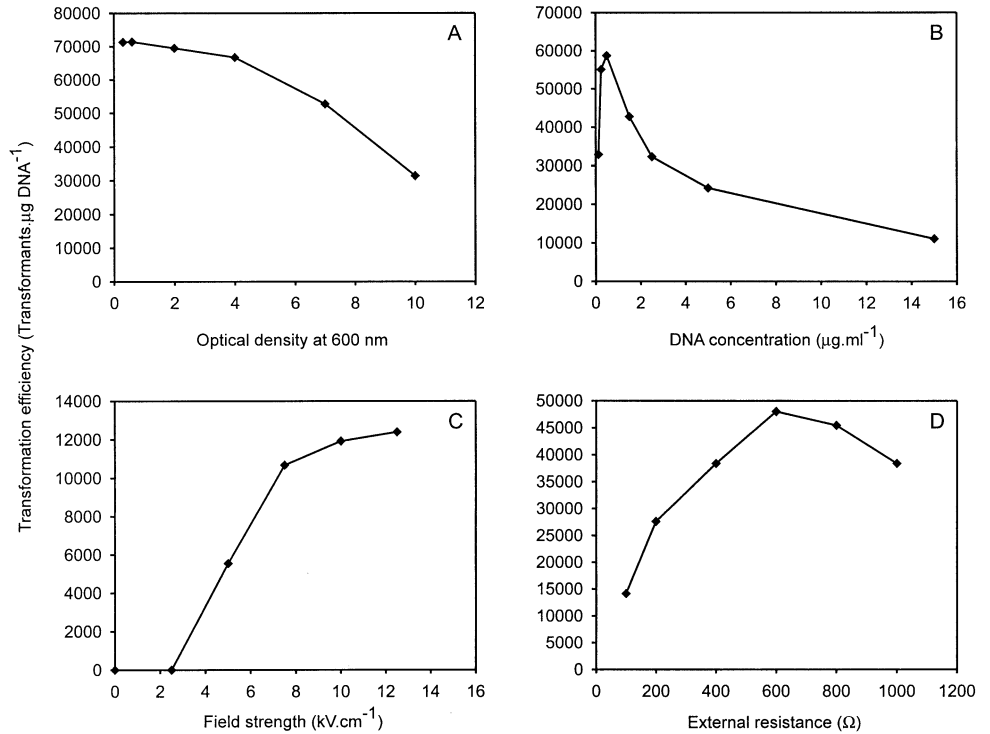 Transformation efficiency (Transformants.μg DNA⁻¹)
A
80000
70000
60000
50000
40000
30000
20000
10000
0
0 2 4 6 8 10 12
Optical density at 600 nm
B
70000
60000
50000
40000
30000
20000
10000
0
0 2 4 6 8 10 12 14 16
DNA concentration (μg.ml⁻¹)
C
14000
12000
10000
8000
6000
4000
2000
0
0 2 4 6 8 10 12 14 16
Field strength (kV.cm⁻¹)
D
50000
45000
40000
35000
30000
25000
20000
15000
10000
5000
0
0 200 400 600 800 1000 1200
External resistance (Ω)